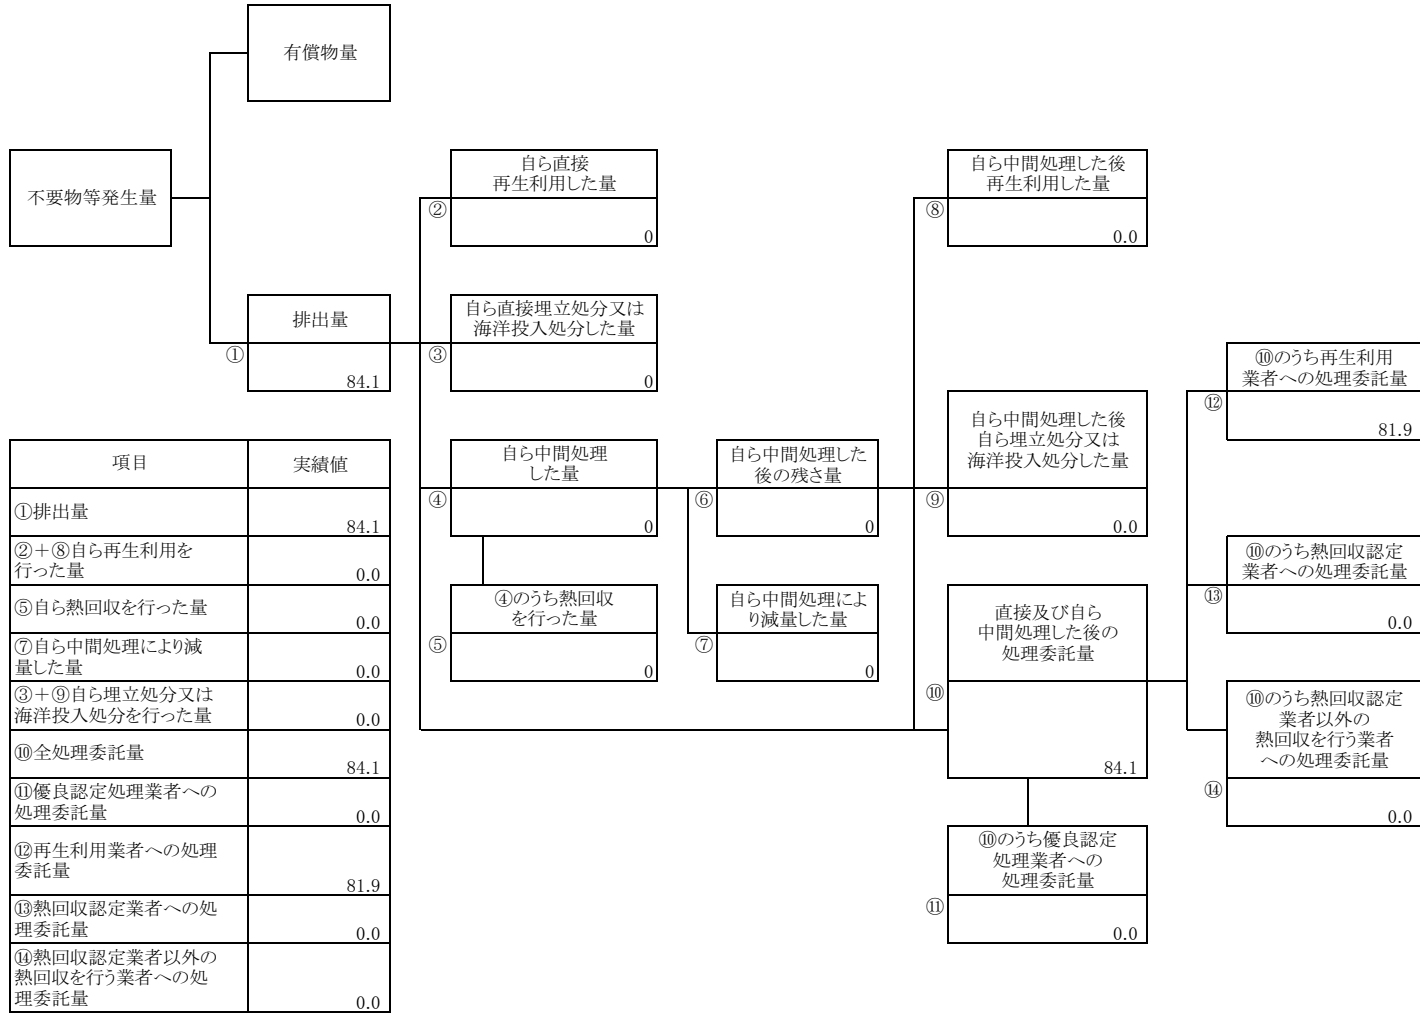 有償物量
不要物等発生量
自ら直接
再生利用した量
②
0
自ら中間処理した後
再生利用した量
⑧
0.0
排出量
①
84.1
自ら直接埋立処分又は
海洋投入処分した量
③
0
⑩のうち再生利用
業者への処理委託量
⑫
81.9
自ら中間処理
した量
④
0
自ら中間処理した
後の残さ量
⑥
0
自ら中間処理した後
自ら埋立処分又は
海洋投入処分した量
⑨
0.0
⑩のうち熱回収認定
業者への処理委託量
⑬
0.0
④のうち熱回収
を行った量
⑤
0
自ら中間処理によ
り減量した量
⑦
0
直接及び自ら
中間処理した後の
処理委託量
⑩
84.1
⑩のうち熱回収認定
業者以外の
熱回収を行う業者
への処理委託量
⑭
0.0
⑩のうち優良認定
処理業者への
処理委託量
⑪
0.0
項目
実績値
①排出量
84.1
②+⑧自ら再生利用を
行った量
0.0
⑤自ら熱回収を行った量
0.0
⑦自ら中間処理により減
量した量
0.0
③+⑨自ら埋立処分又は
海洋投入処分を行った量
0.0
⑩全処理委託量
84.1
⑪優良認定処理業者への
処理委託量
0.0
⑫再生利用業者への処理
委託量
81.9
⑬熱回収認定業者への処
理委託量
0.0
⑭熱回収認定業者以外の
熱回収を行う業者への処
理委託量
0.0